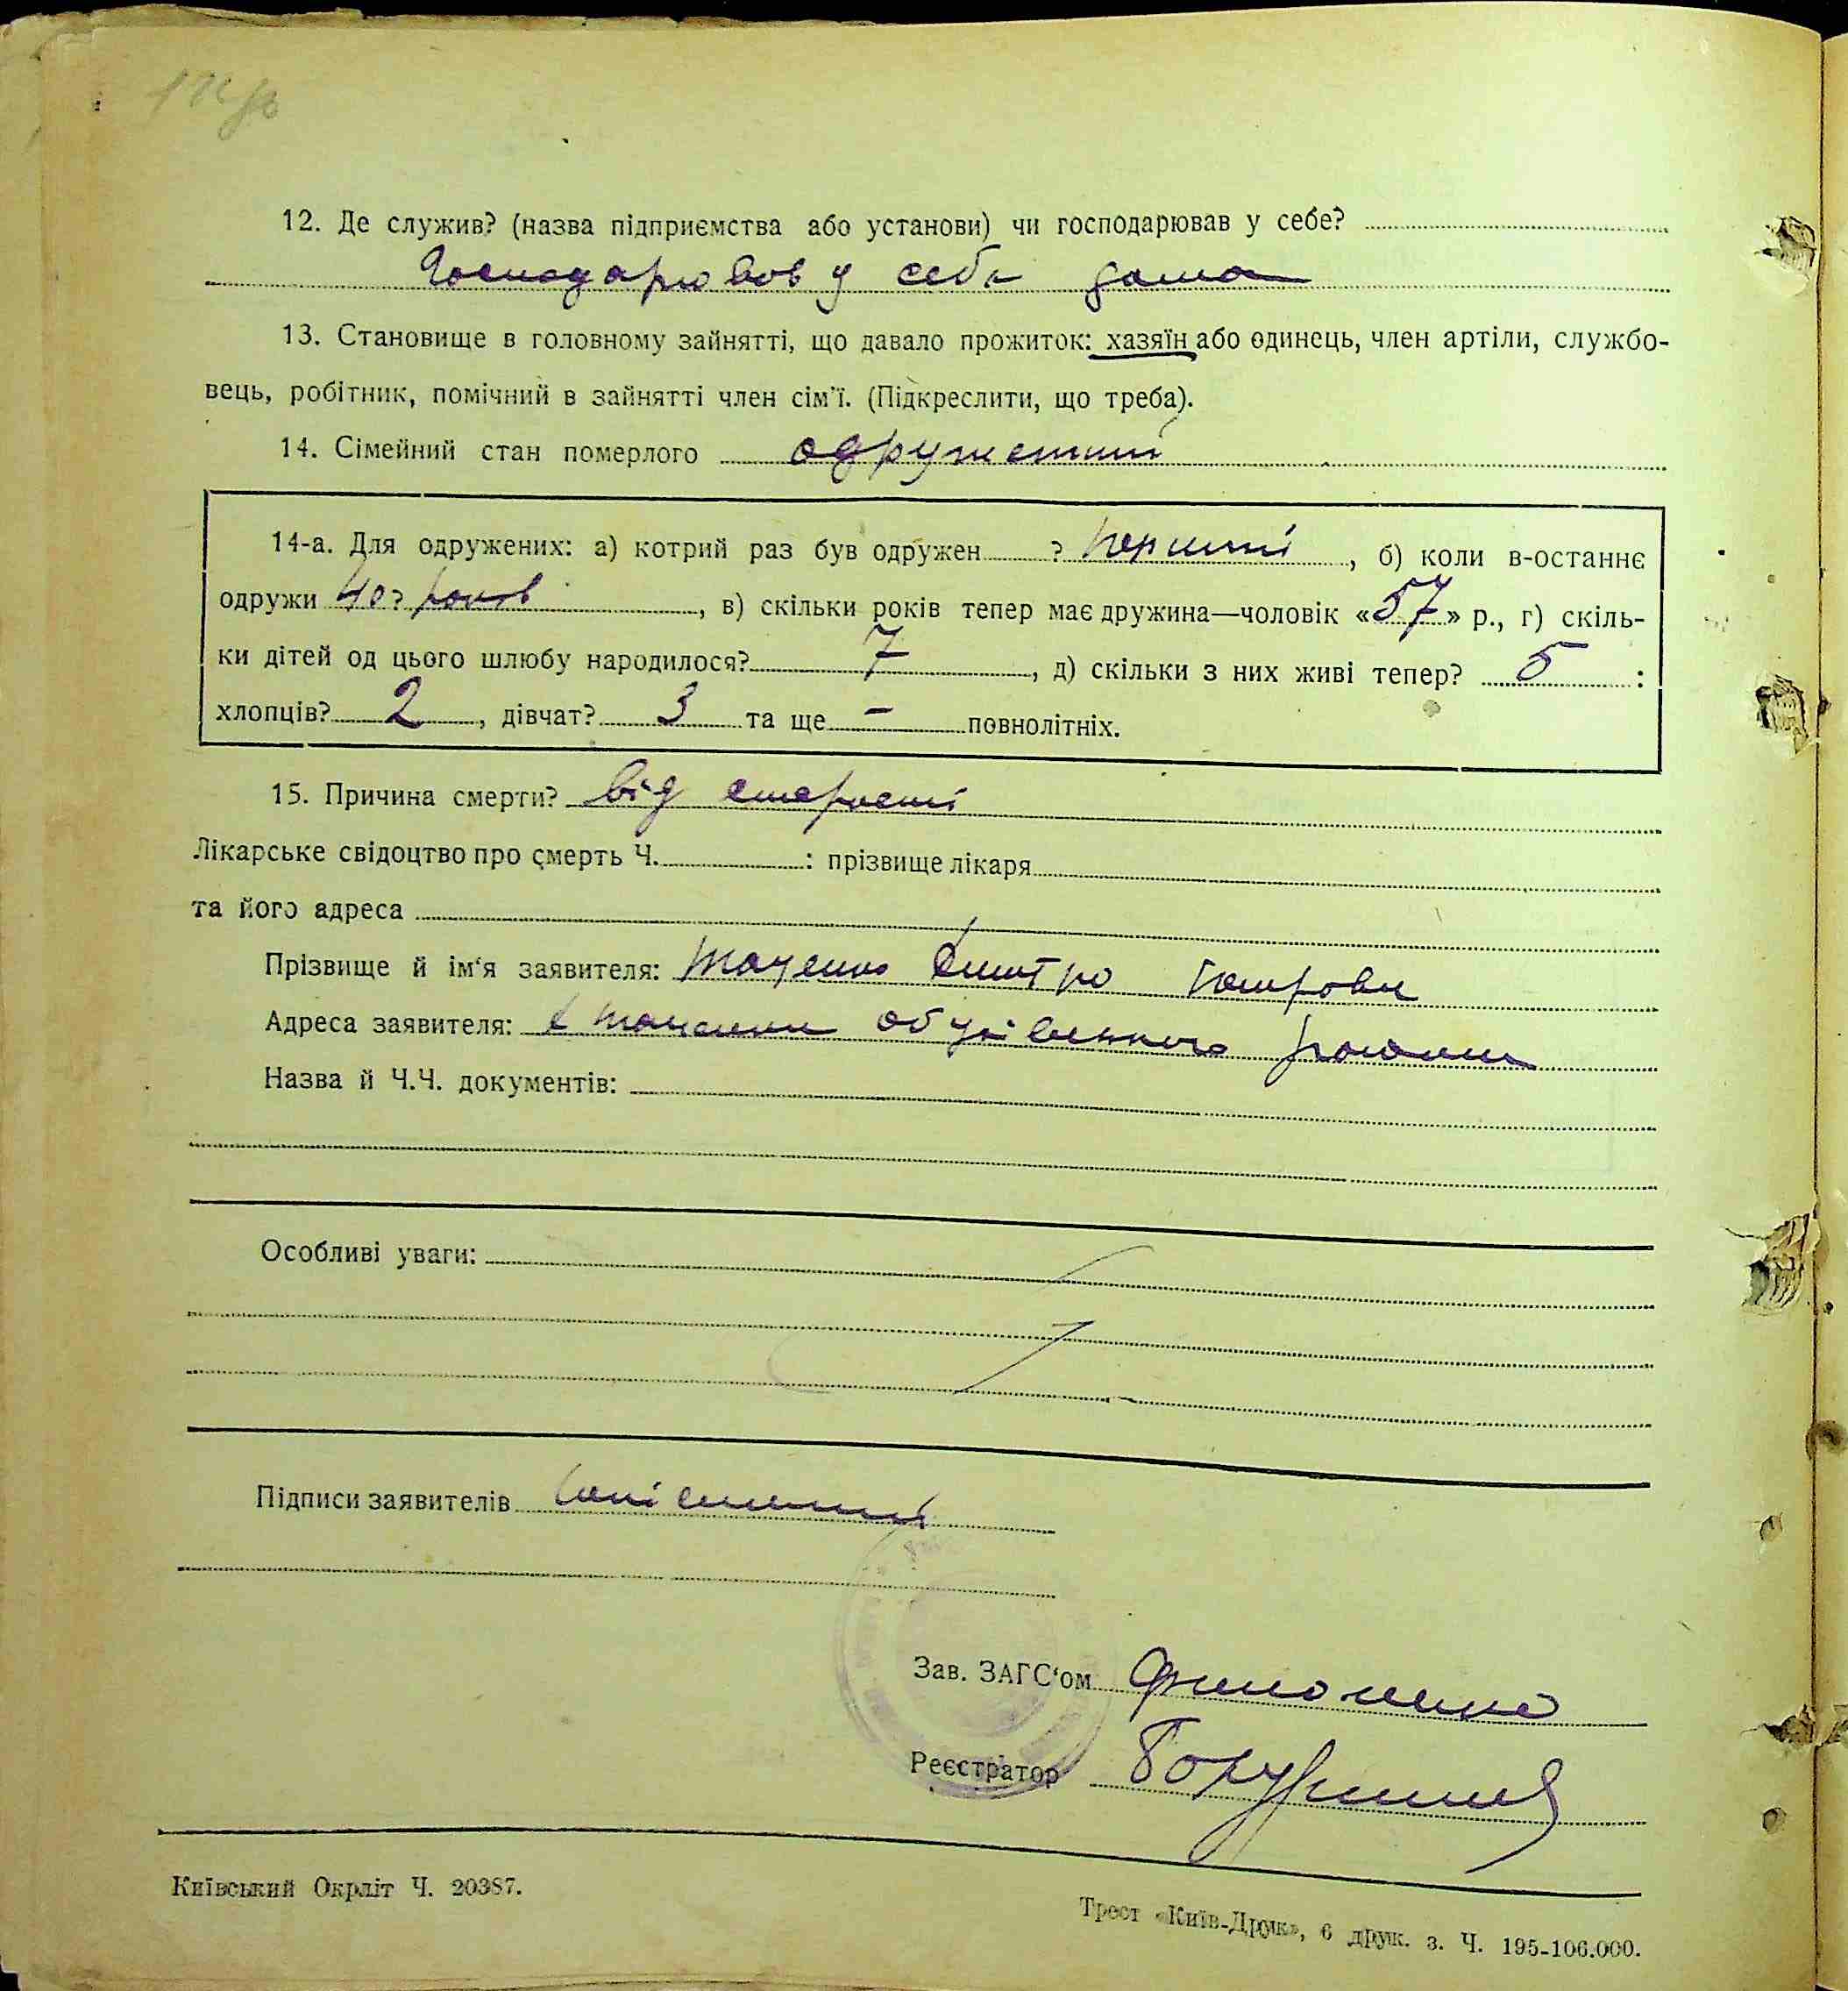 12. Де служив? (назва підприємства або установи) чи господарював у себе?
Господарював у себе дома
13. Становище в головному зайнятті, що давало прожиток: хазяїн або одинець, член артіли, службо-
вець, робітник, помічний в зайнятті член сім'ї. (Підкреслити, що треба).
14. Сімейний стан померлого одружений
14-а. Для одружених: а) котрий раз був одружен ? перший, б) коли в-останнє
одружи 40? років, в) скільки років тепер має дружина—чоловік «57» р., г) скіль-
ки дітей од цього шлюбу народилося? 7, д) скільки з них живі тепер? 5 :
хлопців? 2, дівчат? 3 та ще - повнолітніх.
15. Причина смерти? від старості
Лікарське свідоцтво про смерть Ч. : прізвище лікаря
та його адреса
Прізвище й ім'я заявителя: Дмитро
Адреса заявителя: району
Назва й Ч.Ч. документів:
Особливі уваги:
Підписи заявителів
Зав. ЗАГС'ом
Реєстратор
Київський Окрліт Ч. 20387.
Трест «Київ-Друк», 6 друк. з. Ч. 195-106.000.